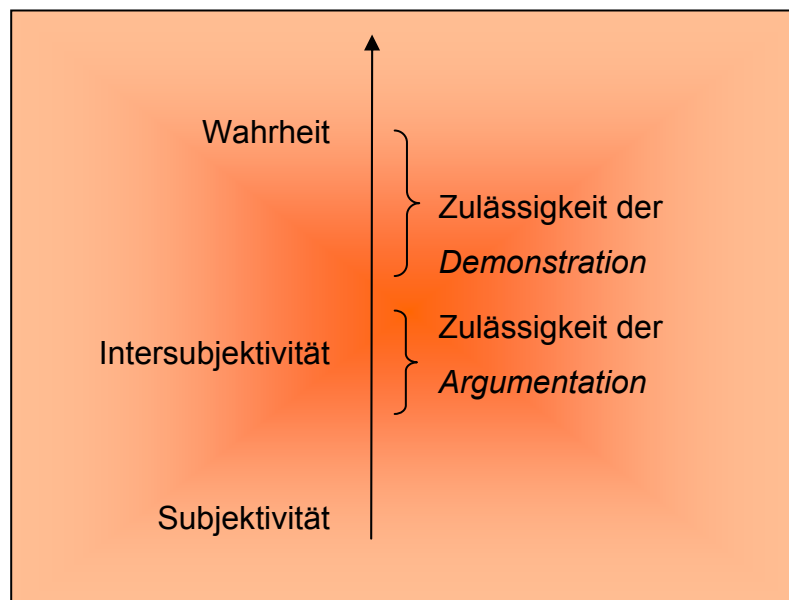 Wahrheit
Zulässigkeit der
Demonstration
Zulässigkeit der
Intersubjektivität
Argumentation
Subjektivität